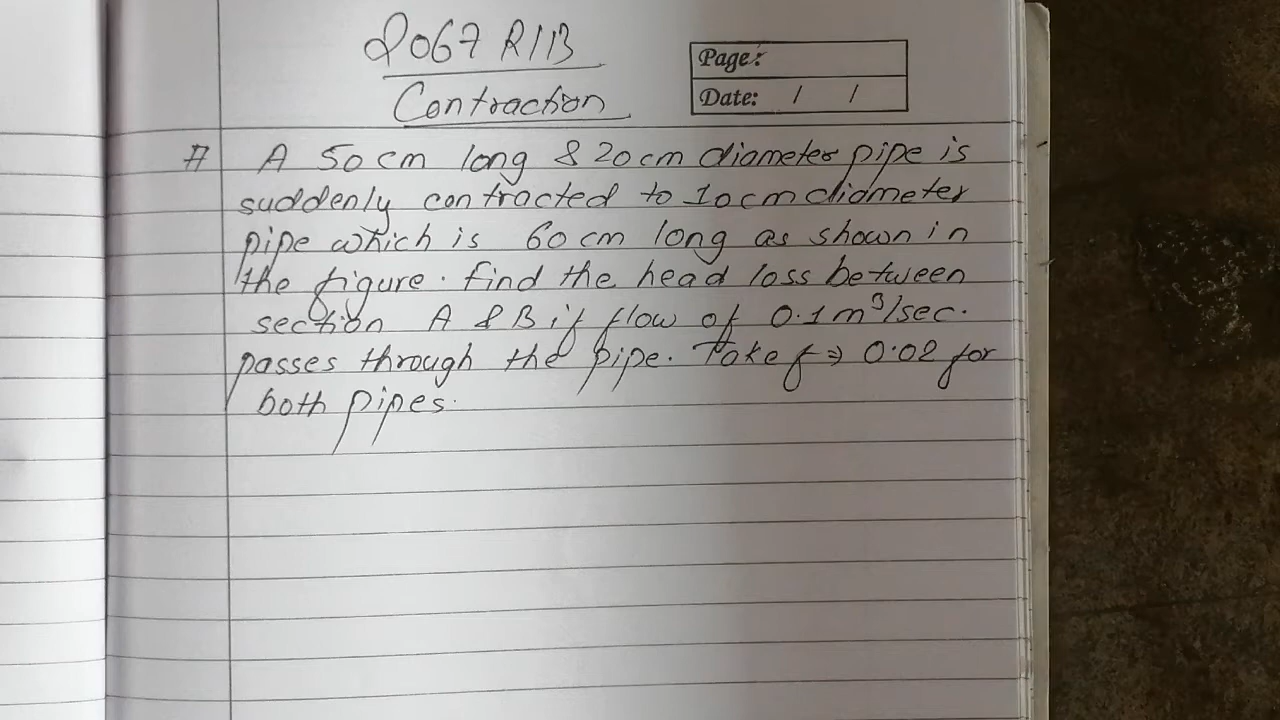 2067 R/B
Contraction
Page:
Date: / /
# A 50 cm long & 20 cm diameter pipe is
suddenly contracted to 10 cm diameter
pipe which is 60 cm long as shown in
the figure. find the head loss between
section A & B if flow of 0.1 m³/sec.
passes through the pipe. Take f ⇒ 0.02 for
both pipes.